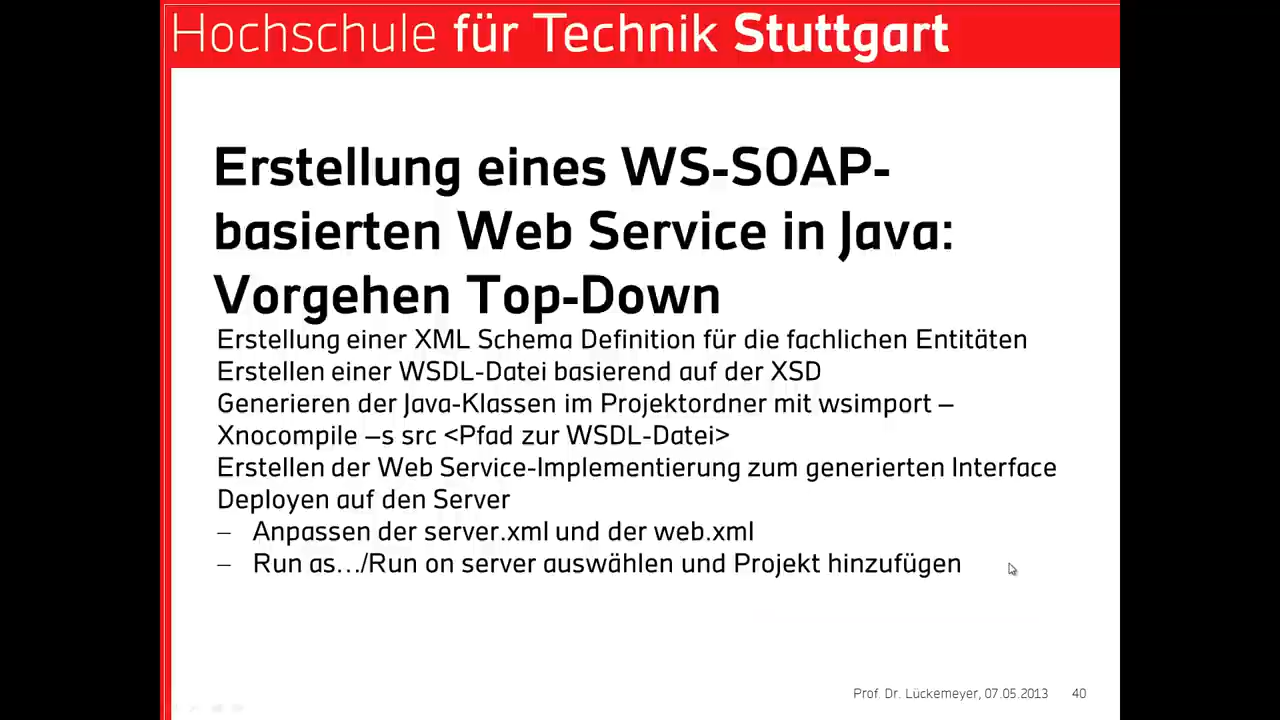 Hochschule für Technik Stuttgart
Erstellung eines WS-SOAP-
basierten Web Service in Java:
Vorgehen Top-Down
Erstellung einer XML Schema Definition für die fachlichen Entitäten
Erstellen einer WSDL-Datei basierend auf der XSD
Generieren der Java-Klassen im Projektordner mit wsimport –
Xnocompile –s src <Pfad zur WSDL-Datei>
Erstellen der Web Service-Implementierung zum generierten Interface
Deployen auf den Server
– Anpassen der server.xml und der web.xml
– Run as…/Run on server auswählen und Projekt hinzufügen
Prof. Dr. Lückemeyer, 07.05.2013 40